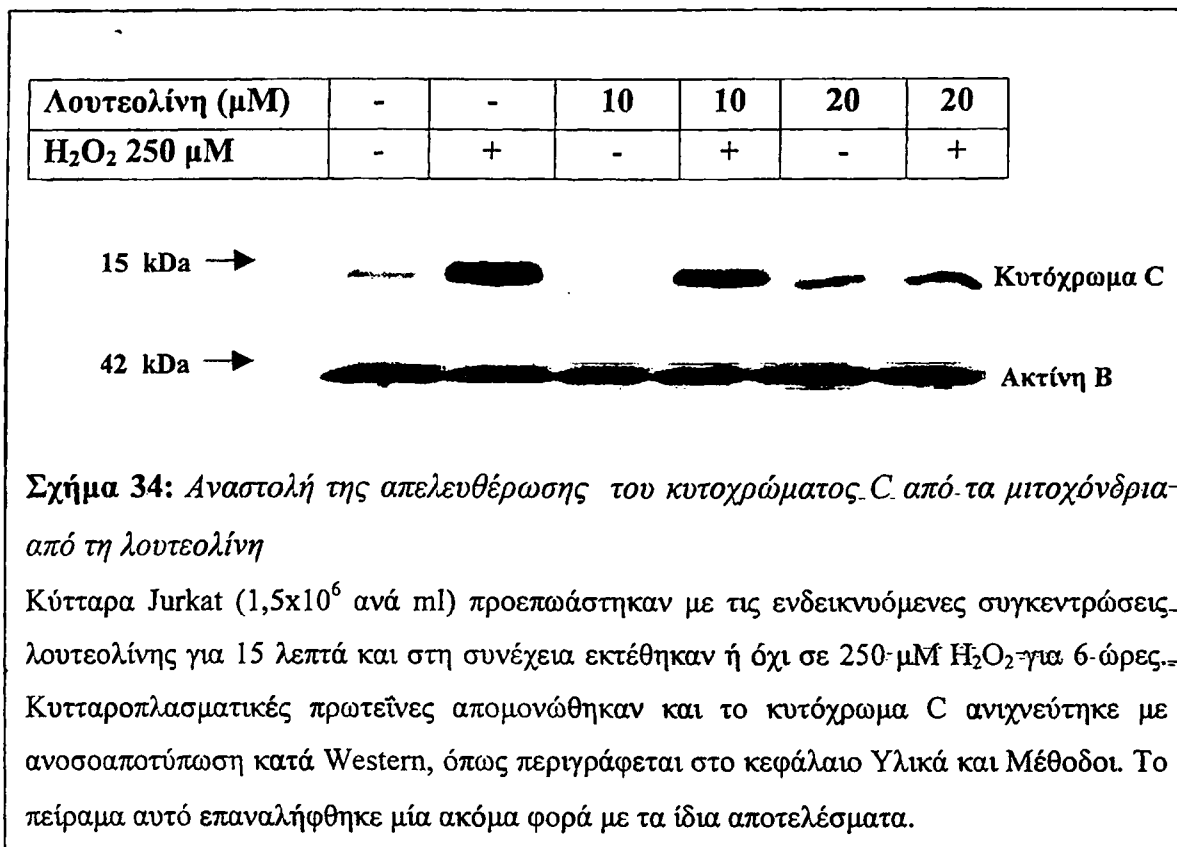 Λουτεολίνη (μM) - - 10 10 20 20
H₂O₂ 250 μM - + - + - +
15 kDa → Κυτόχρωμα C
42 kDa → Ακτίνη B
Σχήμα 34: Αναστολή της απελευθέρωσης του κυτοχρώματος C από τα μιτοχόνδρια
από τη λουτεολίνη
Κύτταρα Jurkat (1,5x10⁶ ανά ml) προεπωάστηκαν με τις ενδεικνυόμενες συγκεντρώσεις
λουτεολίνης για 15 λεπτά και στη συνέχεια εκτέθηκαν ή όχι σε 250 μM H₂O₂ για 6 ώρες.
Κυτταροπλασματικές πρωτεΐνες απομονώθηκαν και το κυτόχρωμα C ανιχνεύτηκε με
ανοσοαποτύπωση κατά Western, όπως περιγράφεται στο κεφάλαιο Υλικά και Μέθοδοι. Το
πείραμα αυτό επαναλήφθηκε μία ακόμα φορά με τα ίδια αποτελέσματα.